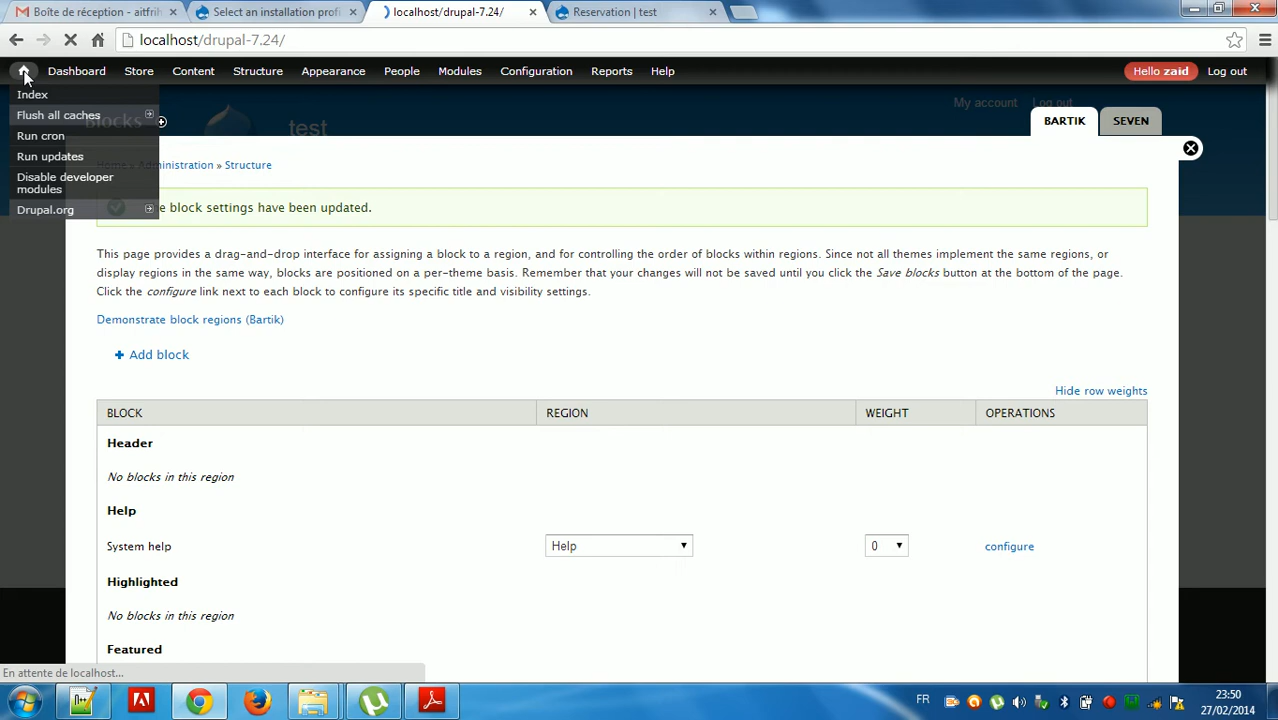 Boîte de réception - aitfrih
Select an installation profi
localhost/drupal-7.24/
Reservation | test
localhost/drupal-7.24/
Dashboard Store Content Structure Appearance People Modules Configuration Reports Help Hello zaid Log out
Index
Flush all caches
Run cron
Run updates
Disable developer
modules
Drupal.org
My account Log out
Blocks
test
BARTIK SEVEN
Home » Administration » Structure
e block settings have been updated.
This page provides a drag-and-drop interface for assigning a block to a region, and for controlling the order of blocks within regions. Since not all themes implement the same regions, or
display regions in the same way, blocks are positioned on a per-theme basis. Remember that your changes will not be saved until you click the Save blocks button at the bottom of the page.
Click the configure link next to each block to configure its specific title and visibility settings.
Demonstrate block regions (Bartik)
Add block
Hide row weights
BLOCK REGION WEIGHT OPERATIONS
Header
No blocks in this region
Help
System help Help 0 configure
Highlighted
No blocks in this region
Featured
En attente de localhost...
FR
23:50
27/02/2014